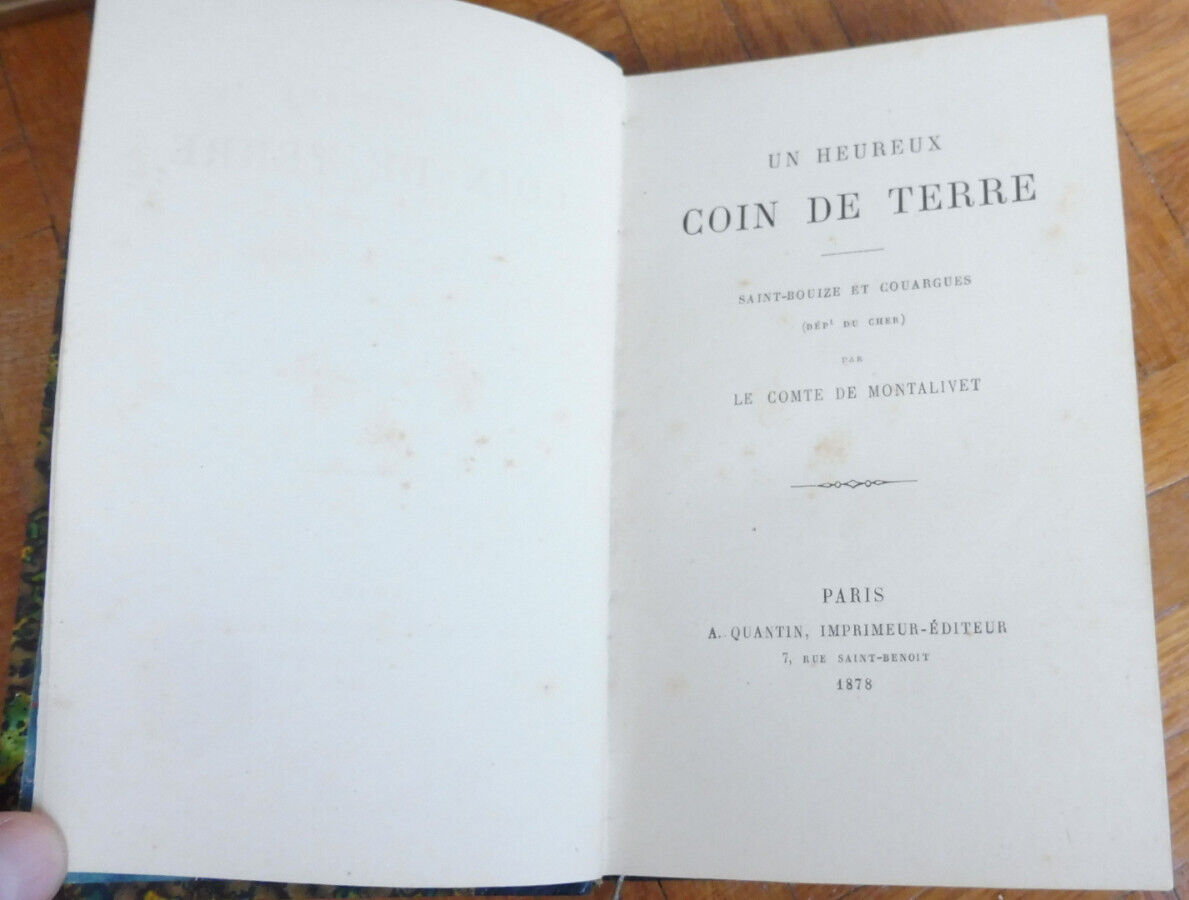 UN HEUREUX
COIN DE TERRE
SAINT-BOUIZE ET COUARGUES
(DÉPᵗ DU CHER)
PAR
LE COMTE DE MONTALIVET
PARIS
A. QUANTIN, IMPRIMEUR-ÉDITEUR
7, RUE SAINT-BENOIT
1878